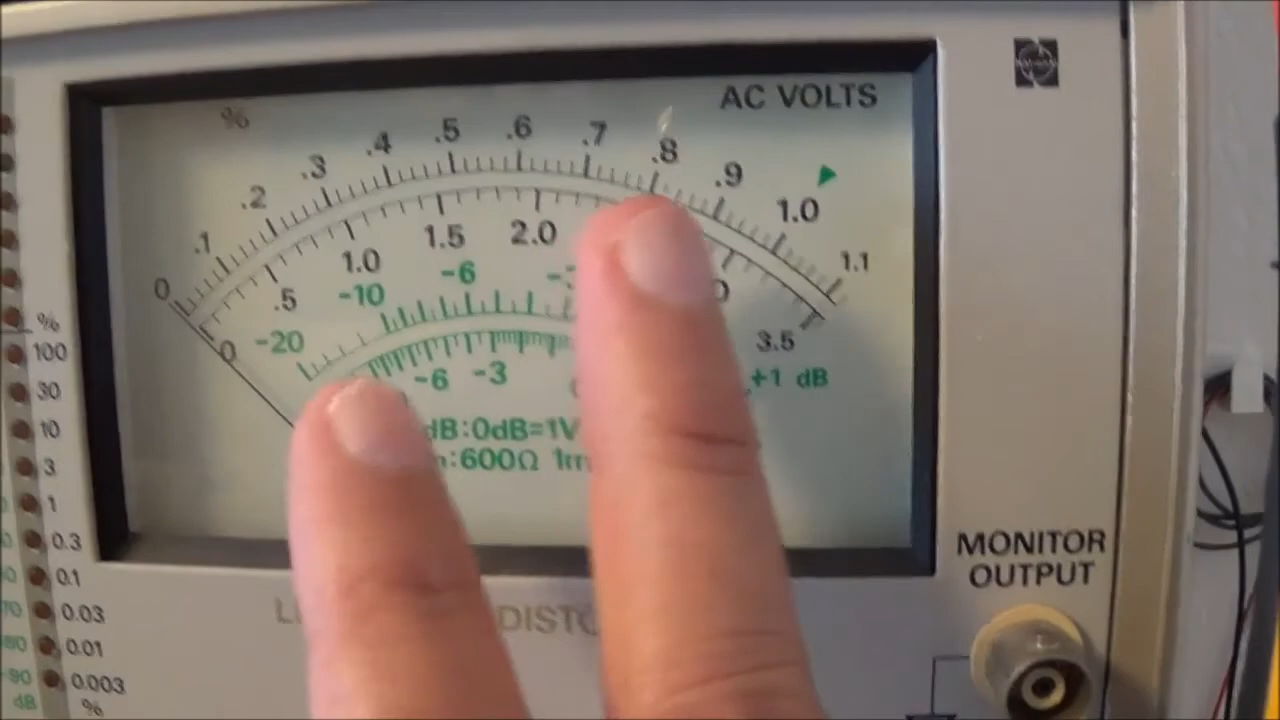 AC VOLTS
%
0 .1 .2 .3 .4 .5 .6 .7 .8 .9 1.0 1.1
0 .5 1.0 1.5 2.0 3.5
-20 -10 -6
-6 -3 +1 dB
dB:0dB=1V
600Ω
%
100
30
10
3
1
0.3
0.1
0.03
0.01
-90 0.003
dB %
MONITOR
OUTPUT